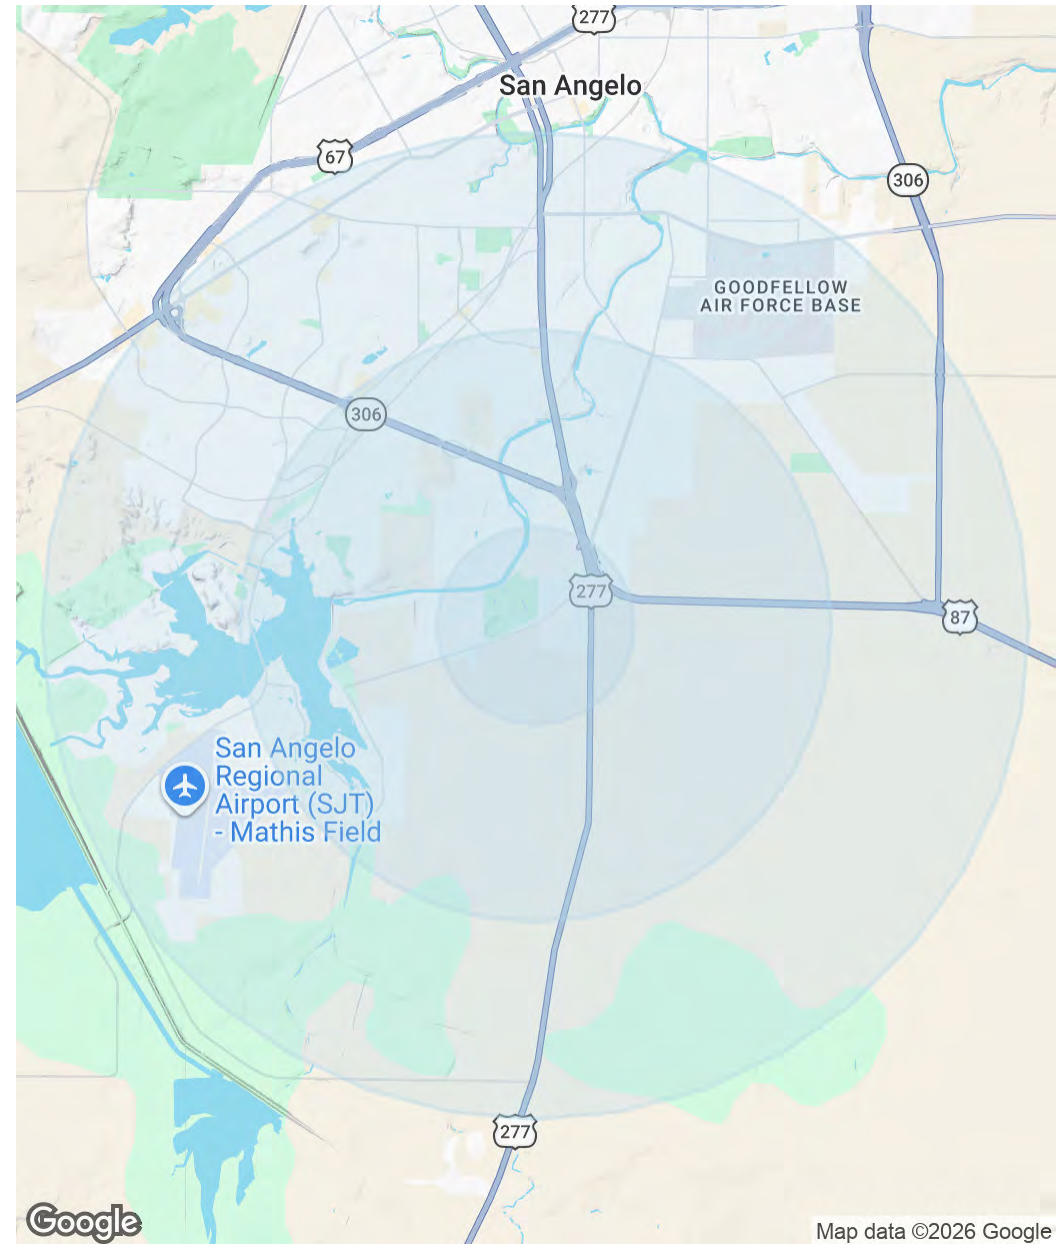 277
San Angelo
67
306
GOODFELLOW
AIR FORCE BASE
306
277
87
San Angelo
Regional
Airport (SJT)
- Mathis Field
277
Google
Map data ©2026 Google